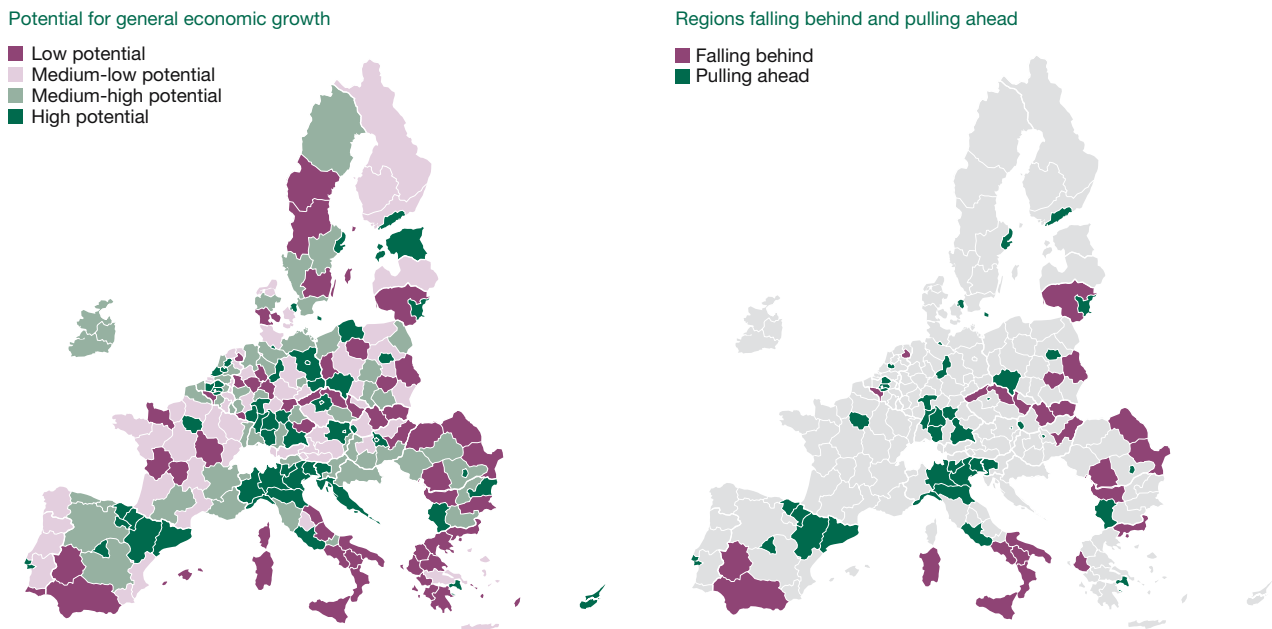 Potential for general economic growth
Low potential
Medium-low potential
Medium-high potential
High potential
Regions falling behind and pulling ahead
Falling behind
Pulling ahead